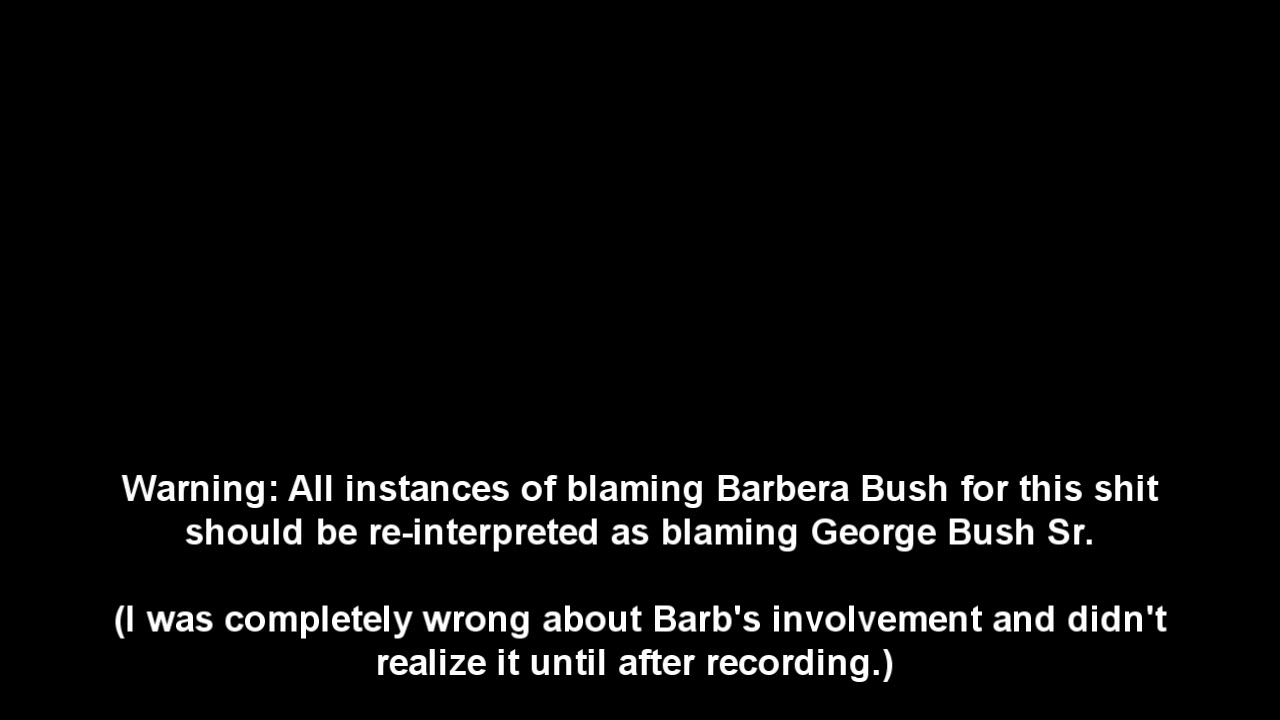 Warning: All instances of blaming Barbera Bush for this shit
should be re-interpreted as blaming George Bush Sr.
(I was completely wrong about Barb's involvement and didn't
realize it until after recording.)